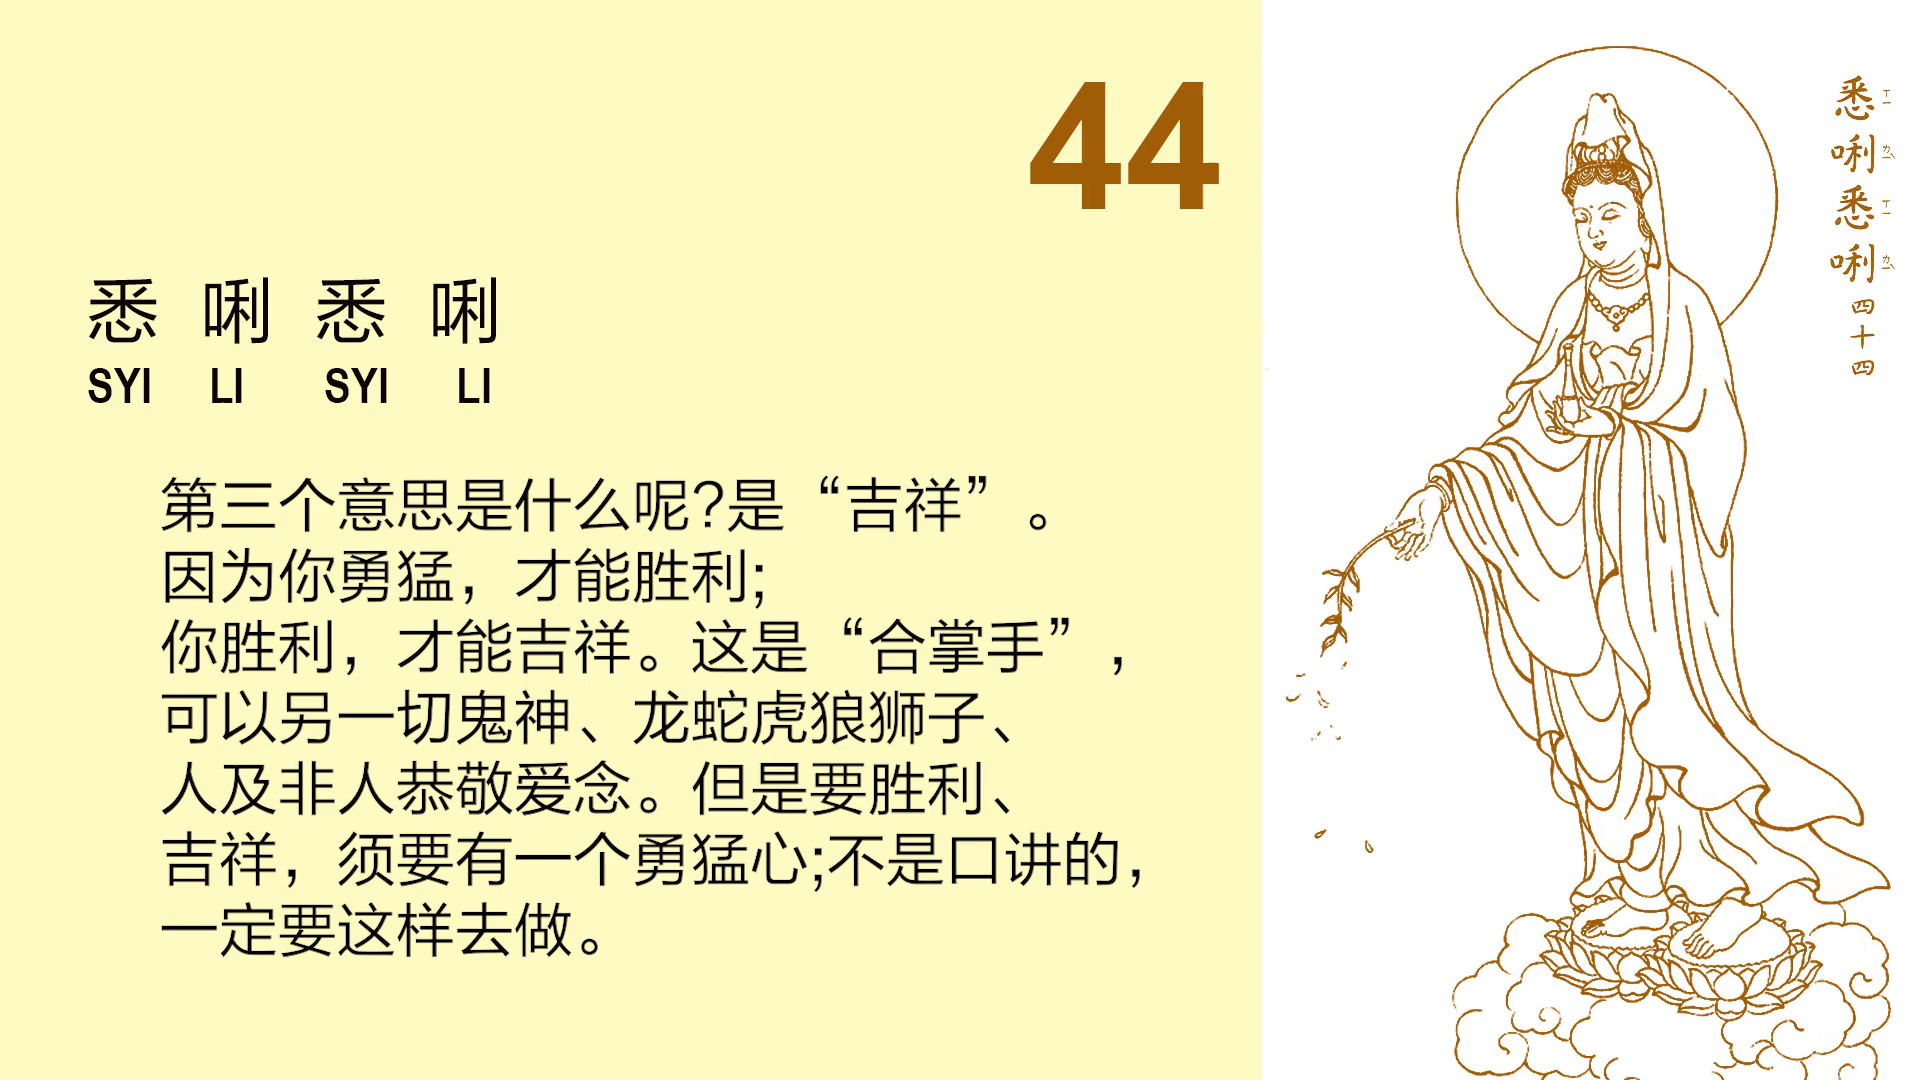 44
悉 唎 悉 唎
SYI LI SYI LI
第三个意思是什么呢?是“吉祥”。
因为你勇猛，才能胜利;
你胜利，才能吉祥。这是“合掌手”，
可以另一切鬼神、龙蛇虎狼狮子、
人及非人恭敬爱念。但是要胜利、
吉祥，须要有一个勇猛心;不是口讲的，
一定要这样去做。
悉唎悉唎四十四
ㄒㄧ ㄌㄧˋ ㄒㄧ ㄌㄧˋ